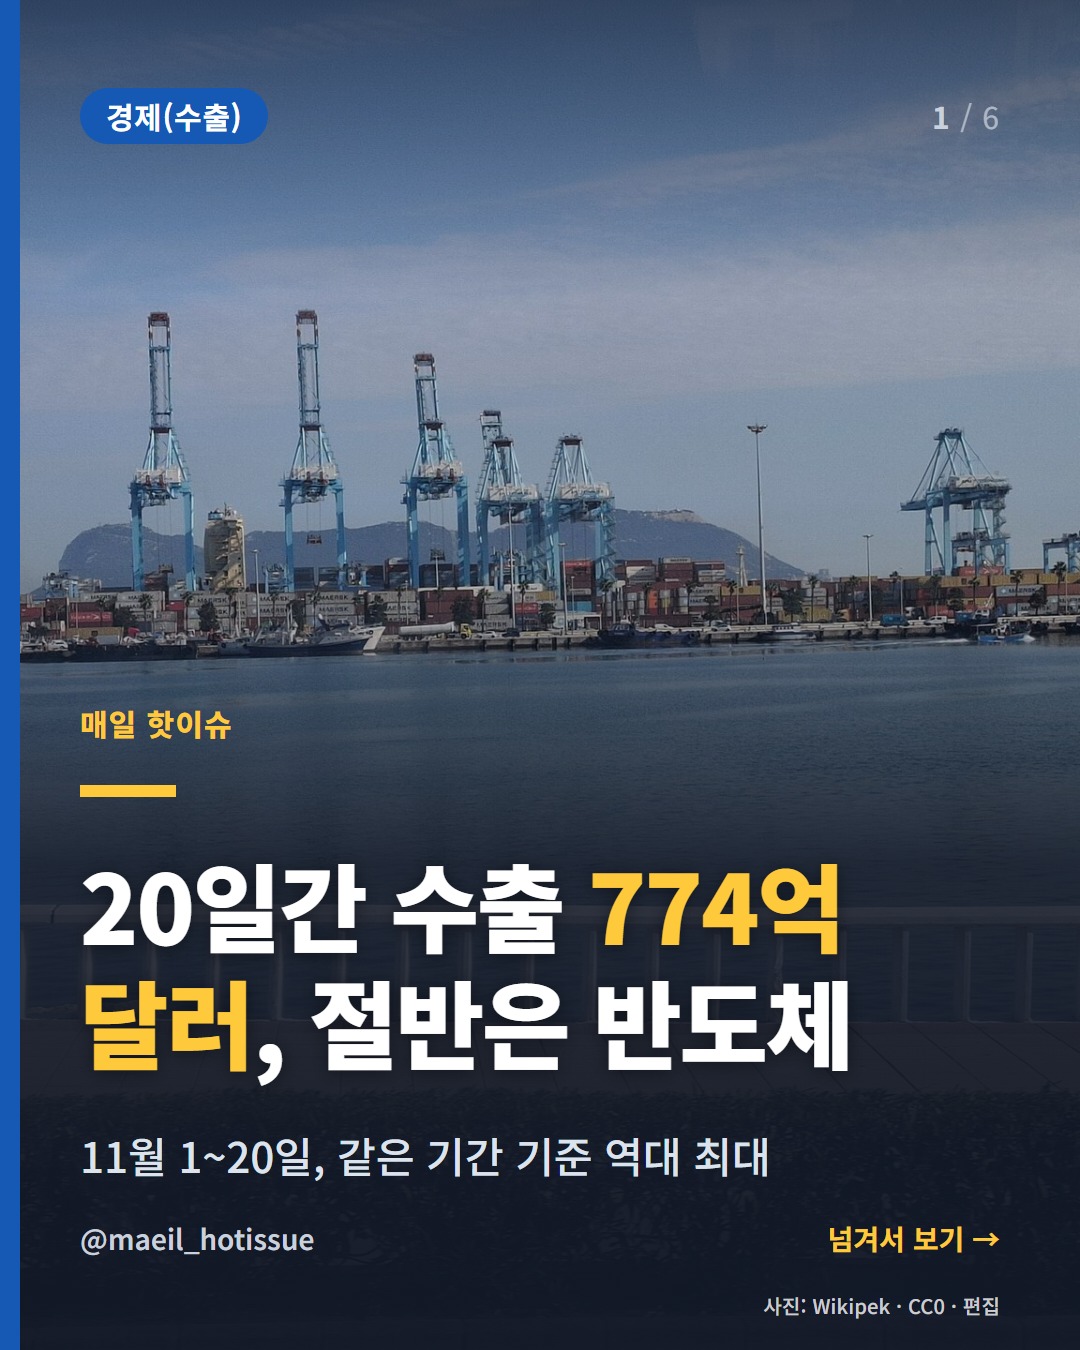 경제(수출)
1 / 6
매일 핫이슈
20일간 수출 774억
달러, 절반은 반도체
11월 1~20일, 같은 기간 기준 역대 최대
@maeil_hotissue
넘겨서 보기 →
사진: Wikipek · CC0 · 편집